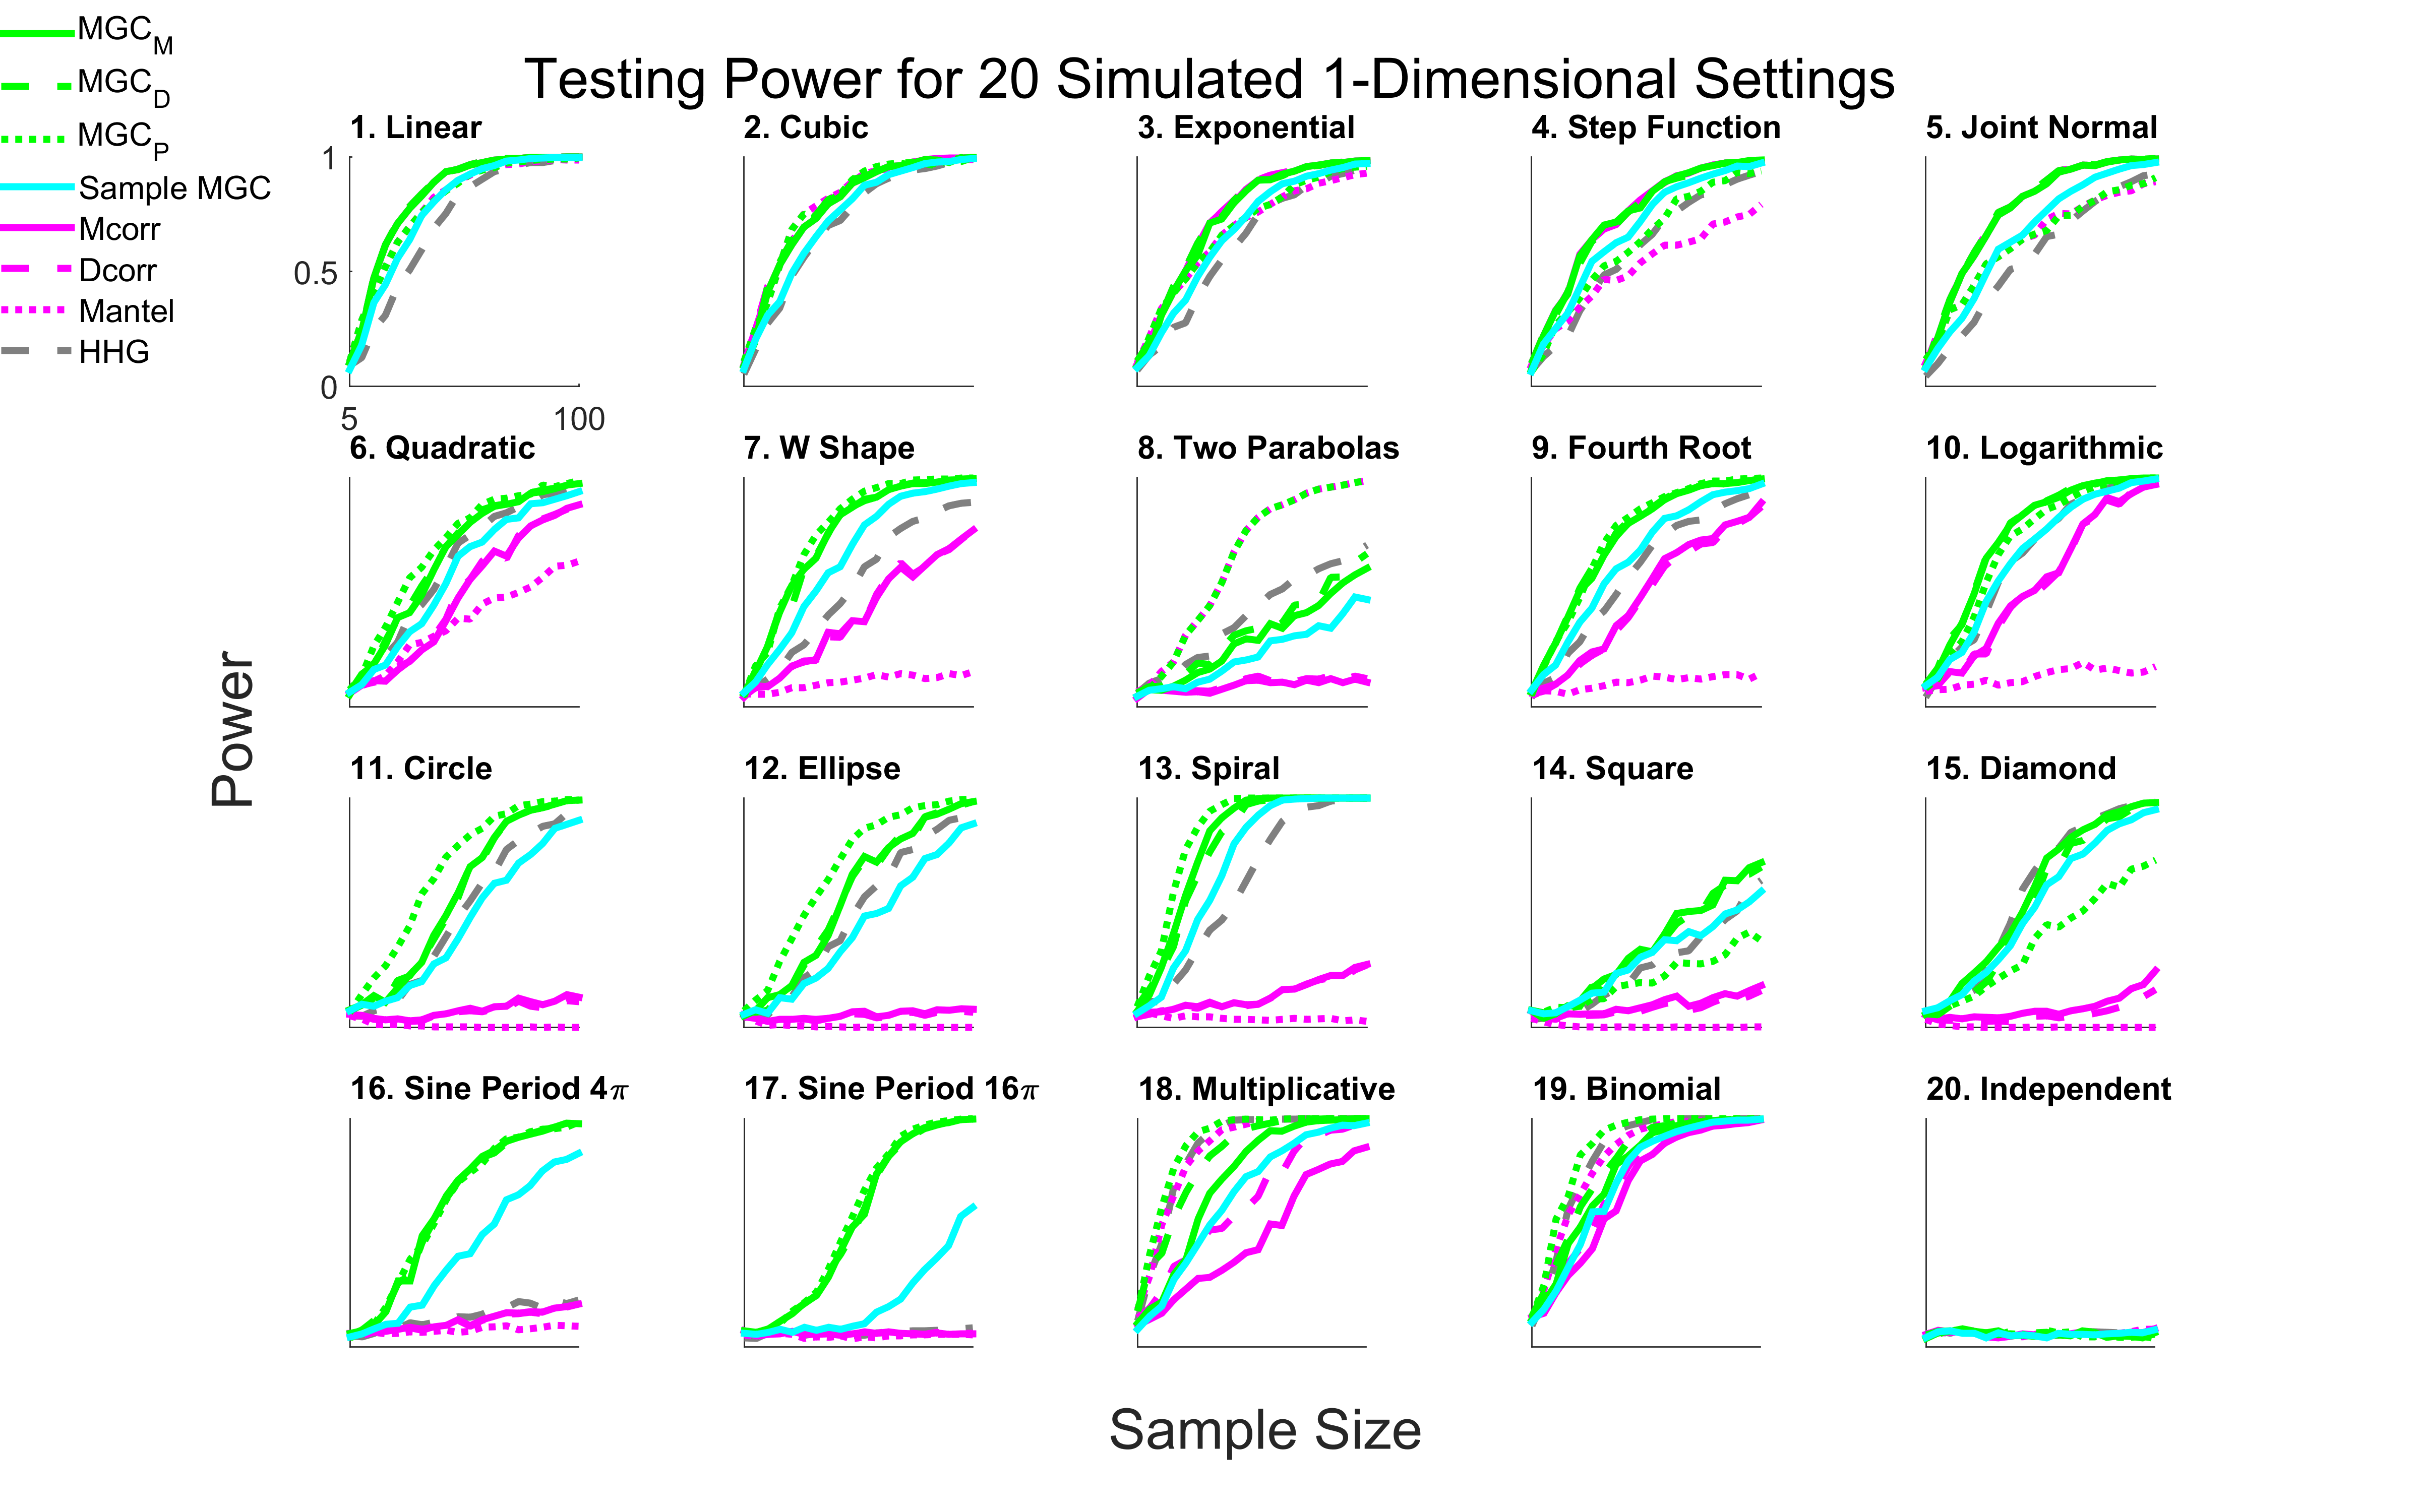 MGC_M
MGC_D
MGC_P
Sample MGC
Mcorr
Dcorr
Mantel
HHG
Testing Power for 20 Simulated 1-Dimensional Settings
1. Linear
2. Cubic
3. Exponential
4. Step Function
5. Joint Normal
1
0.5
0
5 100
6. Quadratic
7. W Shape
8. Two Parabolas
9. Fourth Root
10. Logarithmic
Power
11. Circle
12. Ellipse
13. Spiral
14. Square
15. Diamond
16. Sine Period 4π
17. Sine Period 16π
18. Multiplicative
19. Binomial
20. Independent
Sample Size